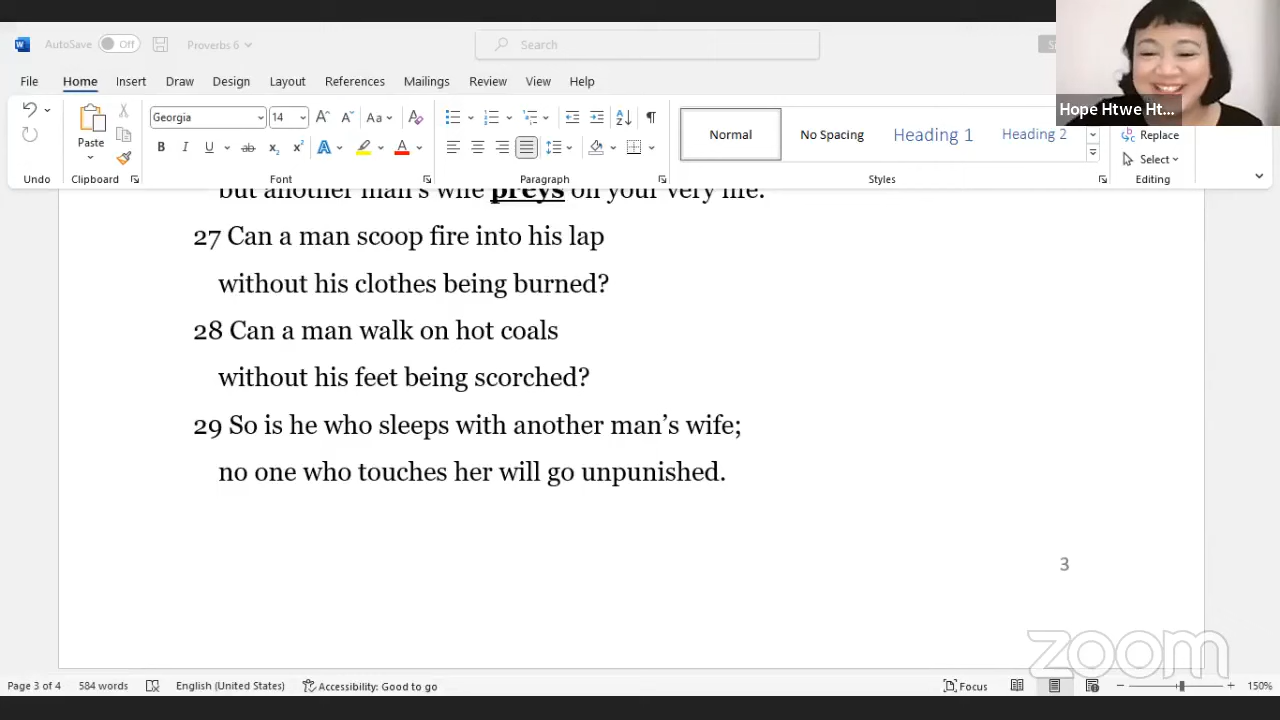 AutoSave Off Proverbs 6 Search
Hope Htwe Ht...
File Home Insert Draw Design Layout References Mailings Review View Help
Paste
Georgia 14 Aa
Normal No Spacing Heading 1 Heading 2
Replace
Select
Undo Clipboard Font Paragraph Styles Editing
but another man's wife preys on your very life.
27 Can a man scoop fire into his lap
without his clothes being burned?
28 Can a man walk on hot coals
without his feet being scorched?
29 So is he who sleeps with another man's wife;
no one who touches her will go unpunished.
3
zoom
Page 3 of 4 584 words English (United States) Accessibility: Good to go Focus 150%